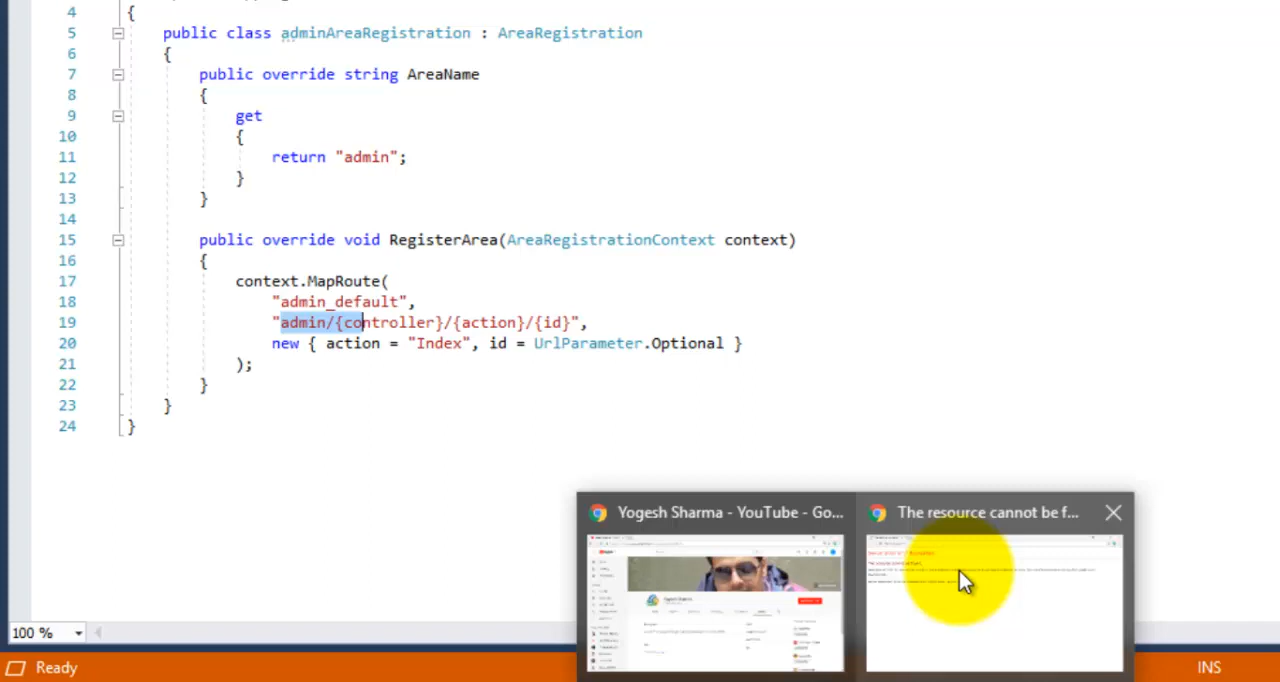 4 {
5 public class adminAreaRegistration : AreaRegistration
6 {
7 public override string AreaName
8 {
9 get
10 {
11 return "admin";
12 }
13 }
14
15 public override void RegisterArea(AreaRegistrationContext context)
16 {
17 context.MapRoute(
18 "admin_default",
19 "admin/{controller}/{action}/{id}",
20 new { action = "Index", id = UrlParameter.Optional }
21 );
22 }
23 }
24 }
Yogesh Sharma - YouTube - Go...
The resource cannot be f...
100 %
Ready
INS